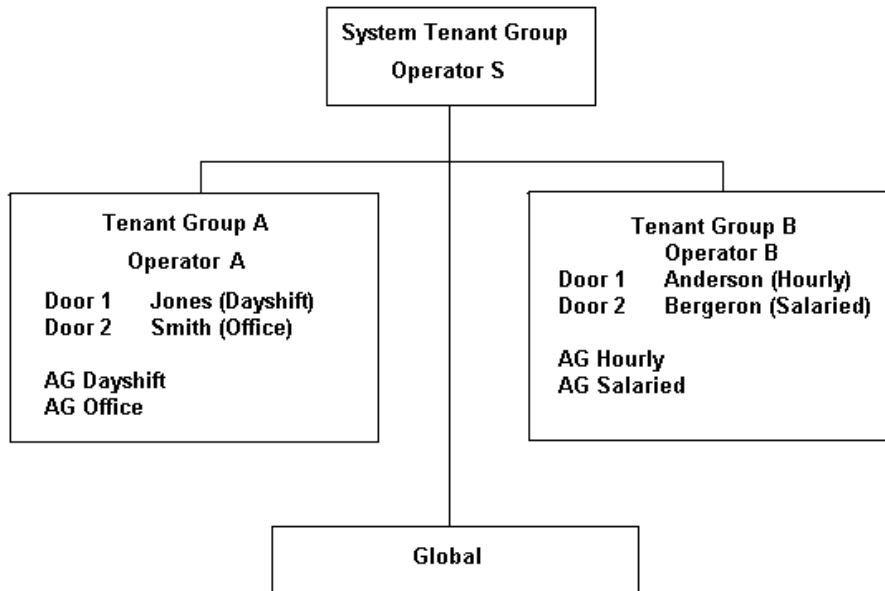 System Tenant Group
Operator S
Tenant Group A
Operator A
Door 1 Jones (Dayshift)
Door 2 Smith (Office)
AG Dayshift
AG Office
Tenant Group B
Operator B
Door 1 Anderson (Hourly)
Door 2 Bergeron (Salaried)
AG Hourly
AG Salaried
Global